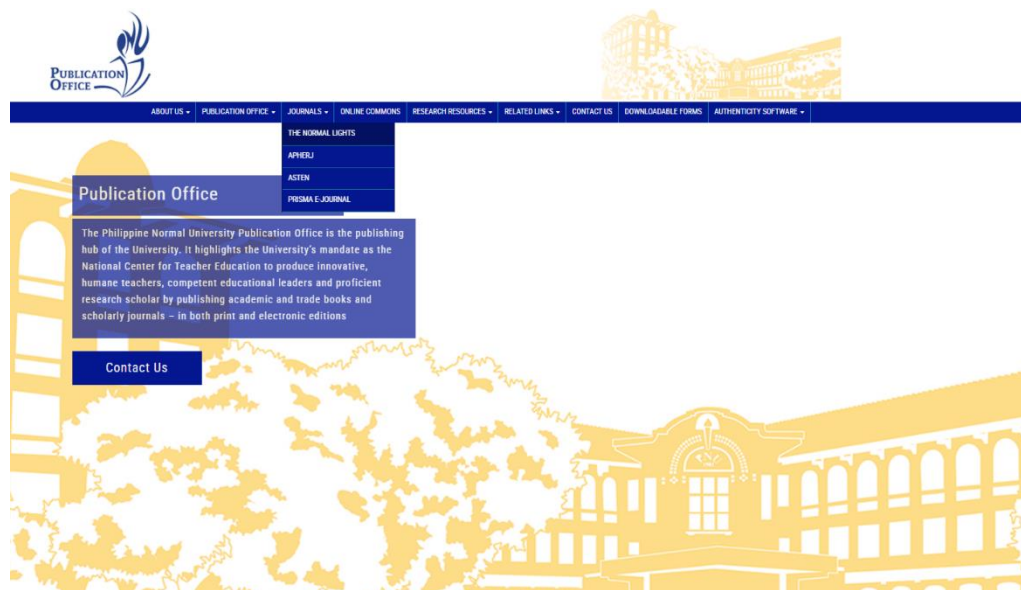 PNU
PUBLICATION
OFFICE
ABOUT US PUBLICATION OFFICE JOURNALS ONLINE COMMONS RESEARCH RESOURCES RELATED LINKS CONTACT US DOWNLOADABLE FORMS AUTHENTICITY SOFTWARE
THE NORMAL LIGHTS
APHERJ
ASTEN
PRISMA E-JOURNAL
Publication Office
The Philippine Normal University Publication Office is the publishing
hub of the University. It highlights the University's mandate as the
National Center for Teacher Education to produce innovative,
humane teachers, competent educational leaders and proficient
research scholar by publishing academic and trade books and
scholarly journals – in both print and electronic editions
Contact Us